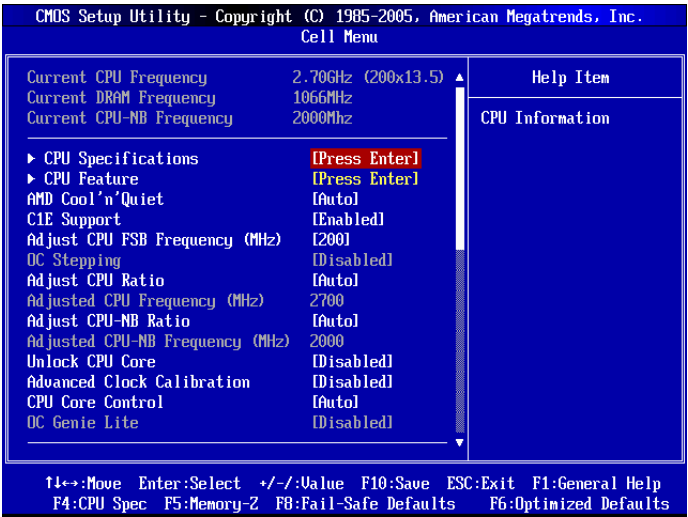 CMOS Setup Utility - Copyright (C) 1985-2005, American Megatrends, Inc.
Cell Menu
Current CPU Frequency 2.70GHz (200x13.5)
Current DRAM Frequency 1066MHz
Current CPU-NB Frequency 2000Mhz
CPU Specifications [Press Enter]
CPU Feature [Press Enter]
AMD Cool'n'Quiet [Auto]
C1E Support [Enabled]
Adjust CPU FSB Frequency (MHz) [200]
OC Stepping [Disabled]
Adjust CPU Ratio [Auto]
Adjusted CPU Frequency (MHz) 2700
Adjust CPU-NB Ratio [Auto]
Adjusted CPU-NB Frequency (MHz) 2000
Unlock CPU Core [Disabled]
Advanced Clock Calibration [Disabled]
CPU Core Control [Auto]
OC Genie Lite [Disabled]
Help Item
CPU Information
↑↓↔:Move Enter:Select +/-/:Value F10:Save ESC:Exit F1:General Help
F4:CPU Spec F5:Memory-Z F8:Fail-Safe Defaults F6:Optimized Defaults